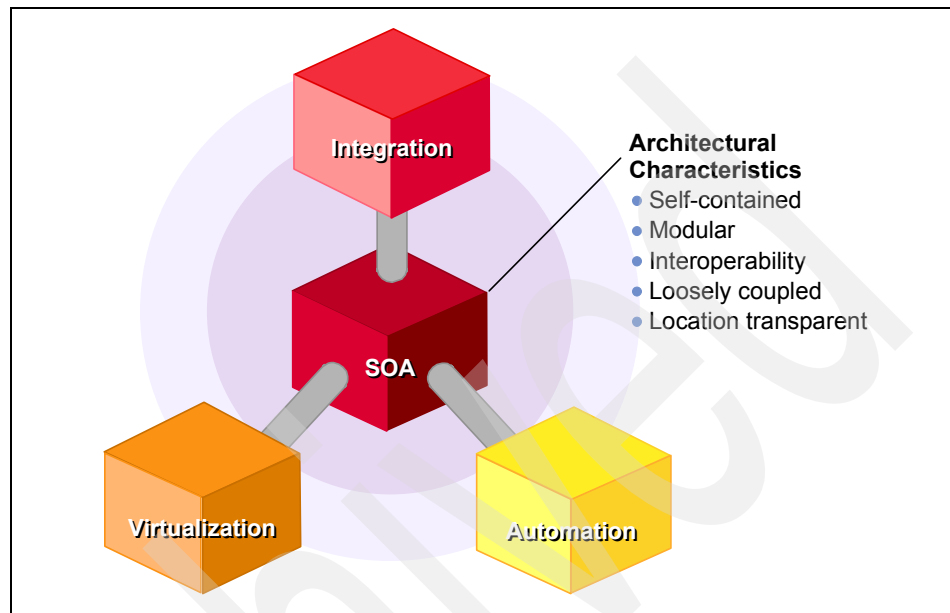 Integration
Architectural
Characteristics
Self-contained
Modular
Interoperability
Loosely coupled
Location transparent
SOA
Virtualization
Automation